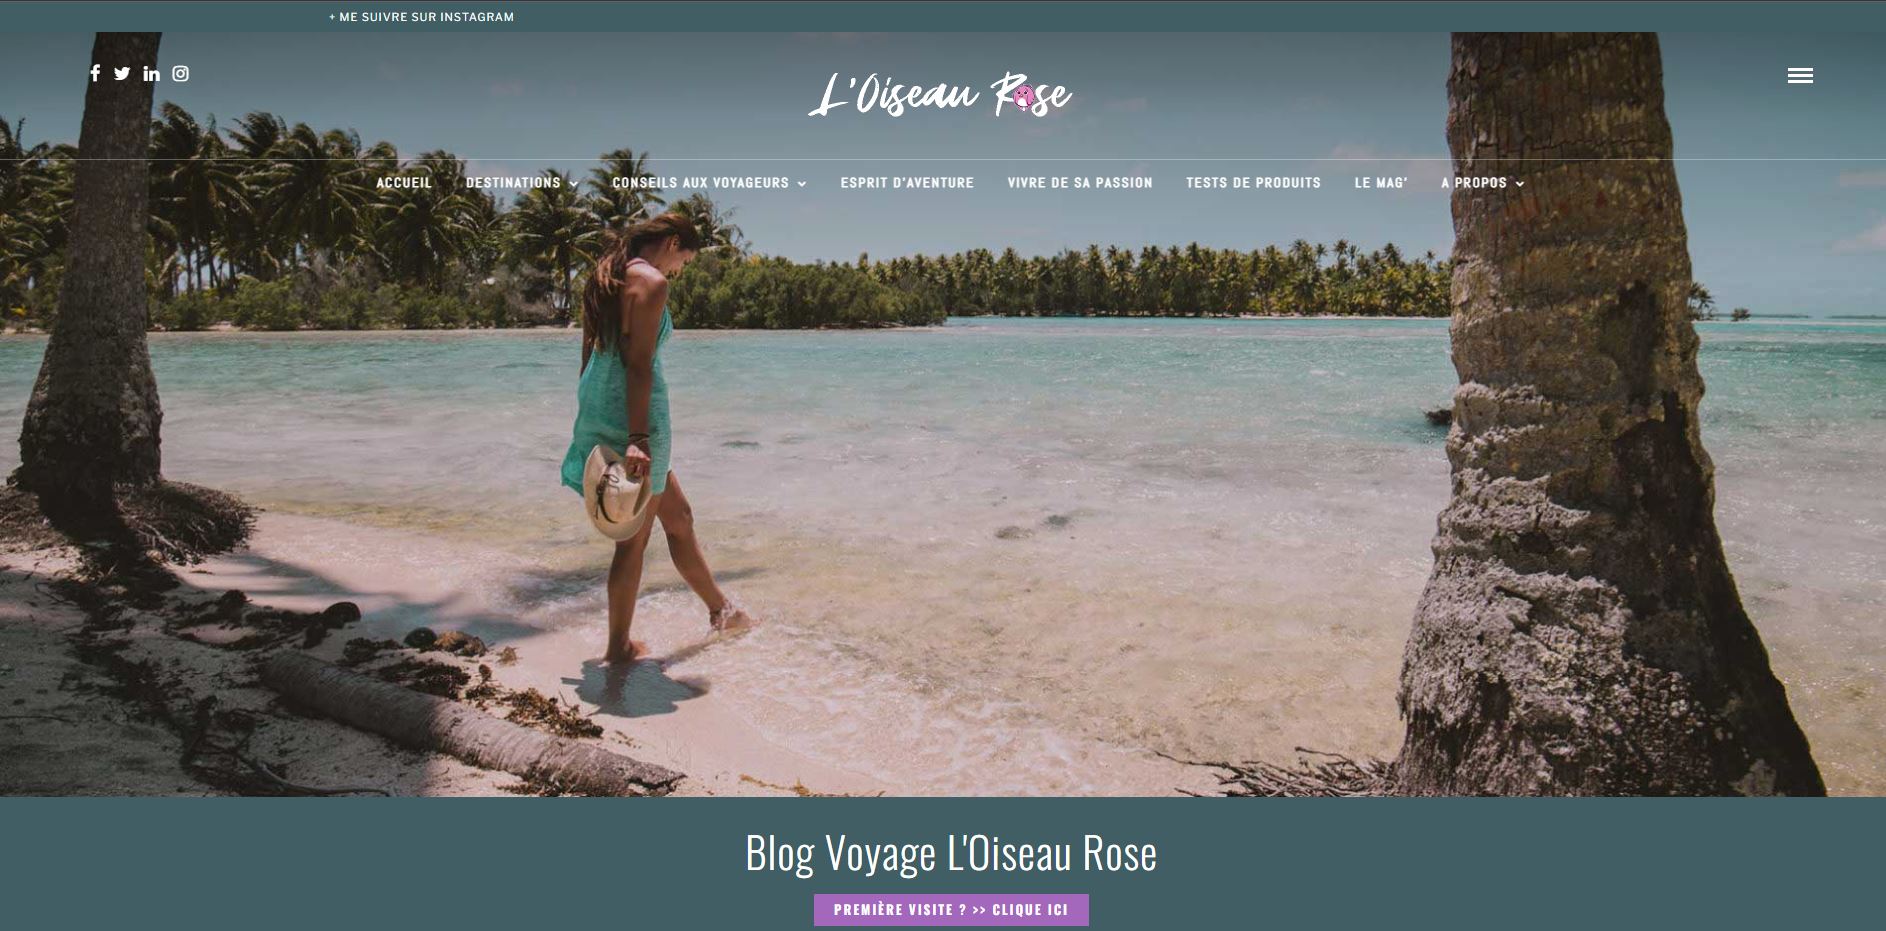 + ME SUIVRE SUR INSTAGRAM
L'Oiseau Rose
ACCUEIL DESTINATIONS CONSEILS AUX VOYAGEURS ESPRIT D'AVENTURE VIVRE DE SA PASSION TESTS DE PRODUITS LE MAG' A PROPOS
Blog Voyage L'Oiseau Rose
PREMIÈRE VISITE ? >> CLIQUE ICI